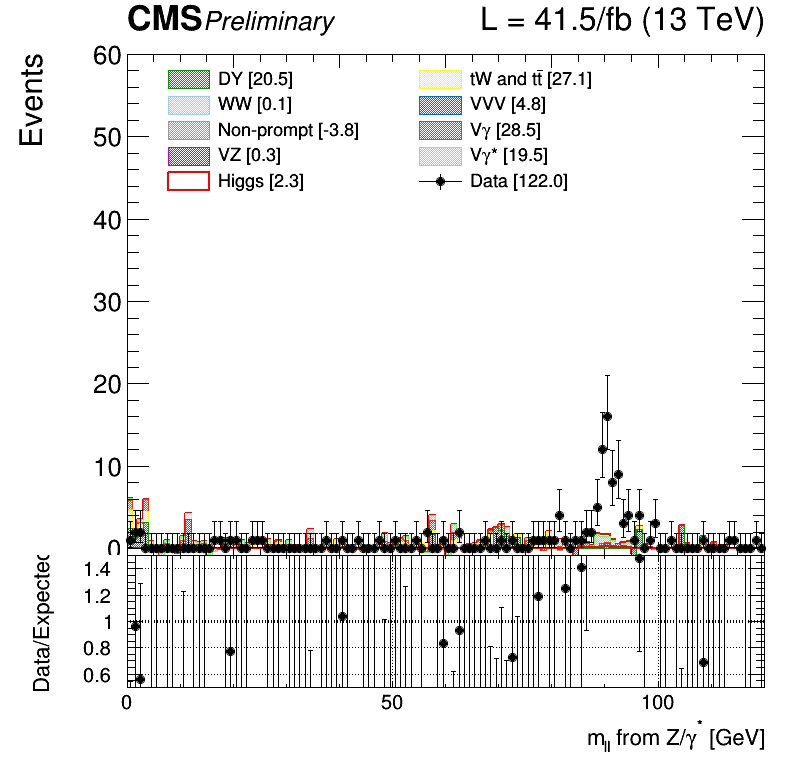 CMS Preliminary L = 41.5/fb (13 TeV)
Events
60
50
40
30
20
10
0
DY [20.5]
WW [0.1]
Non-prompt [-3.8]
VZ [0.3]
Higgs [2.3]
tW and tt̄ [27.1]
VVV [4.8]
Vγ [28.5]
Vγ* [19.5]
Data [122.0]
Data/Expected
1.4
1.2
1
0.8
0.6
0 50 100
m_ll from Z/γ* [GeV]